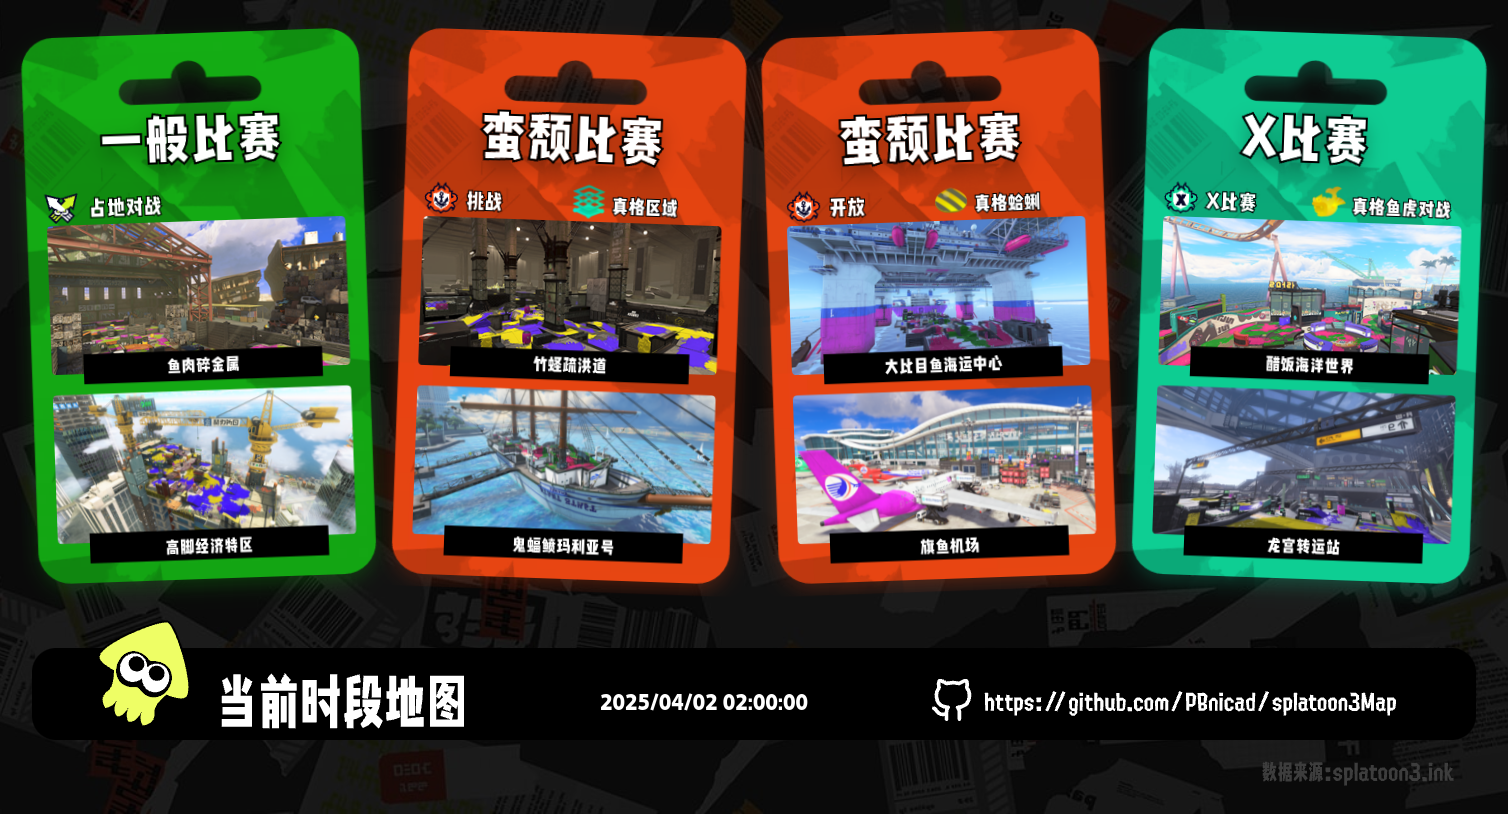 一般比赛
占地对战
鱼肉碎金属
高脚经济特区
蛮颓比赛
挑战
真格区域
竹蛏疏洪道
鬼蝠鲼玛利亚号
蛮颓比赛
开放
真格蛤蜊
大比目鱼海运中心
旗鱼机场
X比赛
X比赛
真格鱼虎对战
醋饭海洋世界
龙宫转运站
当前时段地图
2025/04/02 02:00:00
https://github.com/PBnicad/splatoon3Map
数据来源:splatoon3.ink